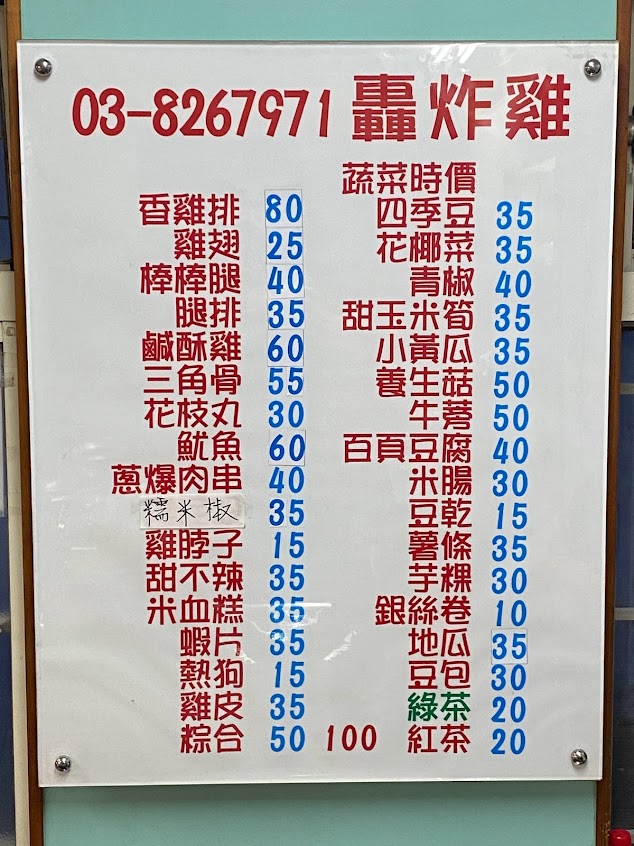 03-8267971 轟炸雞
香雞排 80
雞翅 25
棒棒腿 40
腿排 35
鹹酥雞 60
三角骨 55
花枝丸 30
魷魚 60
蔥爆肉串 40
糯米椒 35
雞脖子 15
甜不辣 35
米血糕 35
蝦片 35
熱狗 15
雞皮 35
粽合 50 100
蔬菜時價
四季豆 35
花椰菜 35
青椒 40
甜玉米筍 35
小黃瓜 35
養生菇 50
牛蒡 50
百頁豆腐 40
米腸 30
豆乾 15
薯條 35
芋粿 30
銀絲卷 10
地瓜 35
豆包 30
綠茶 20
紅茶 20